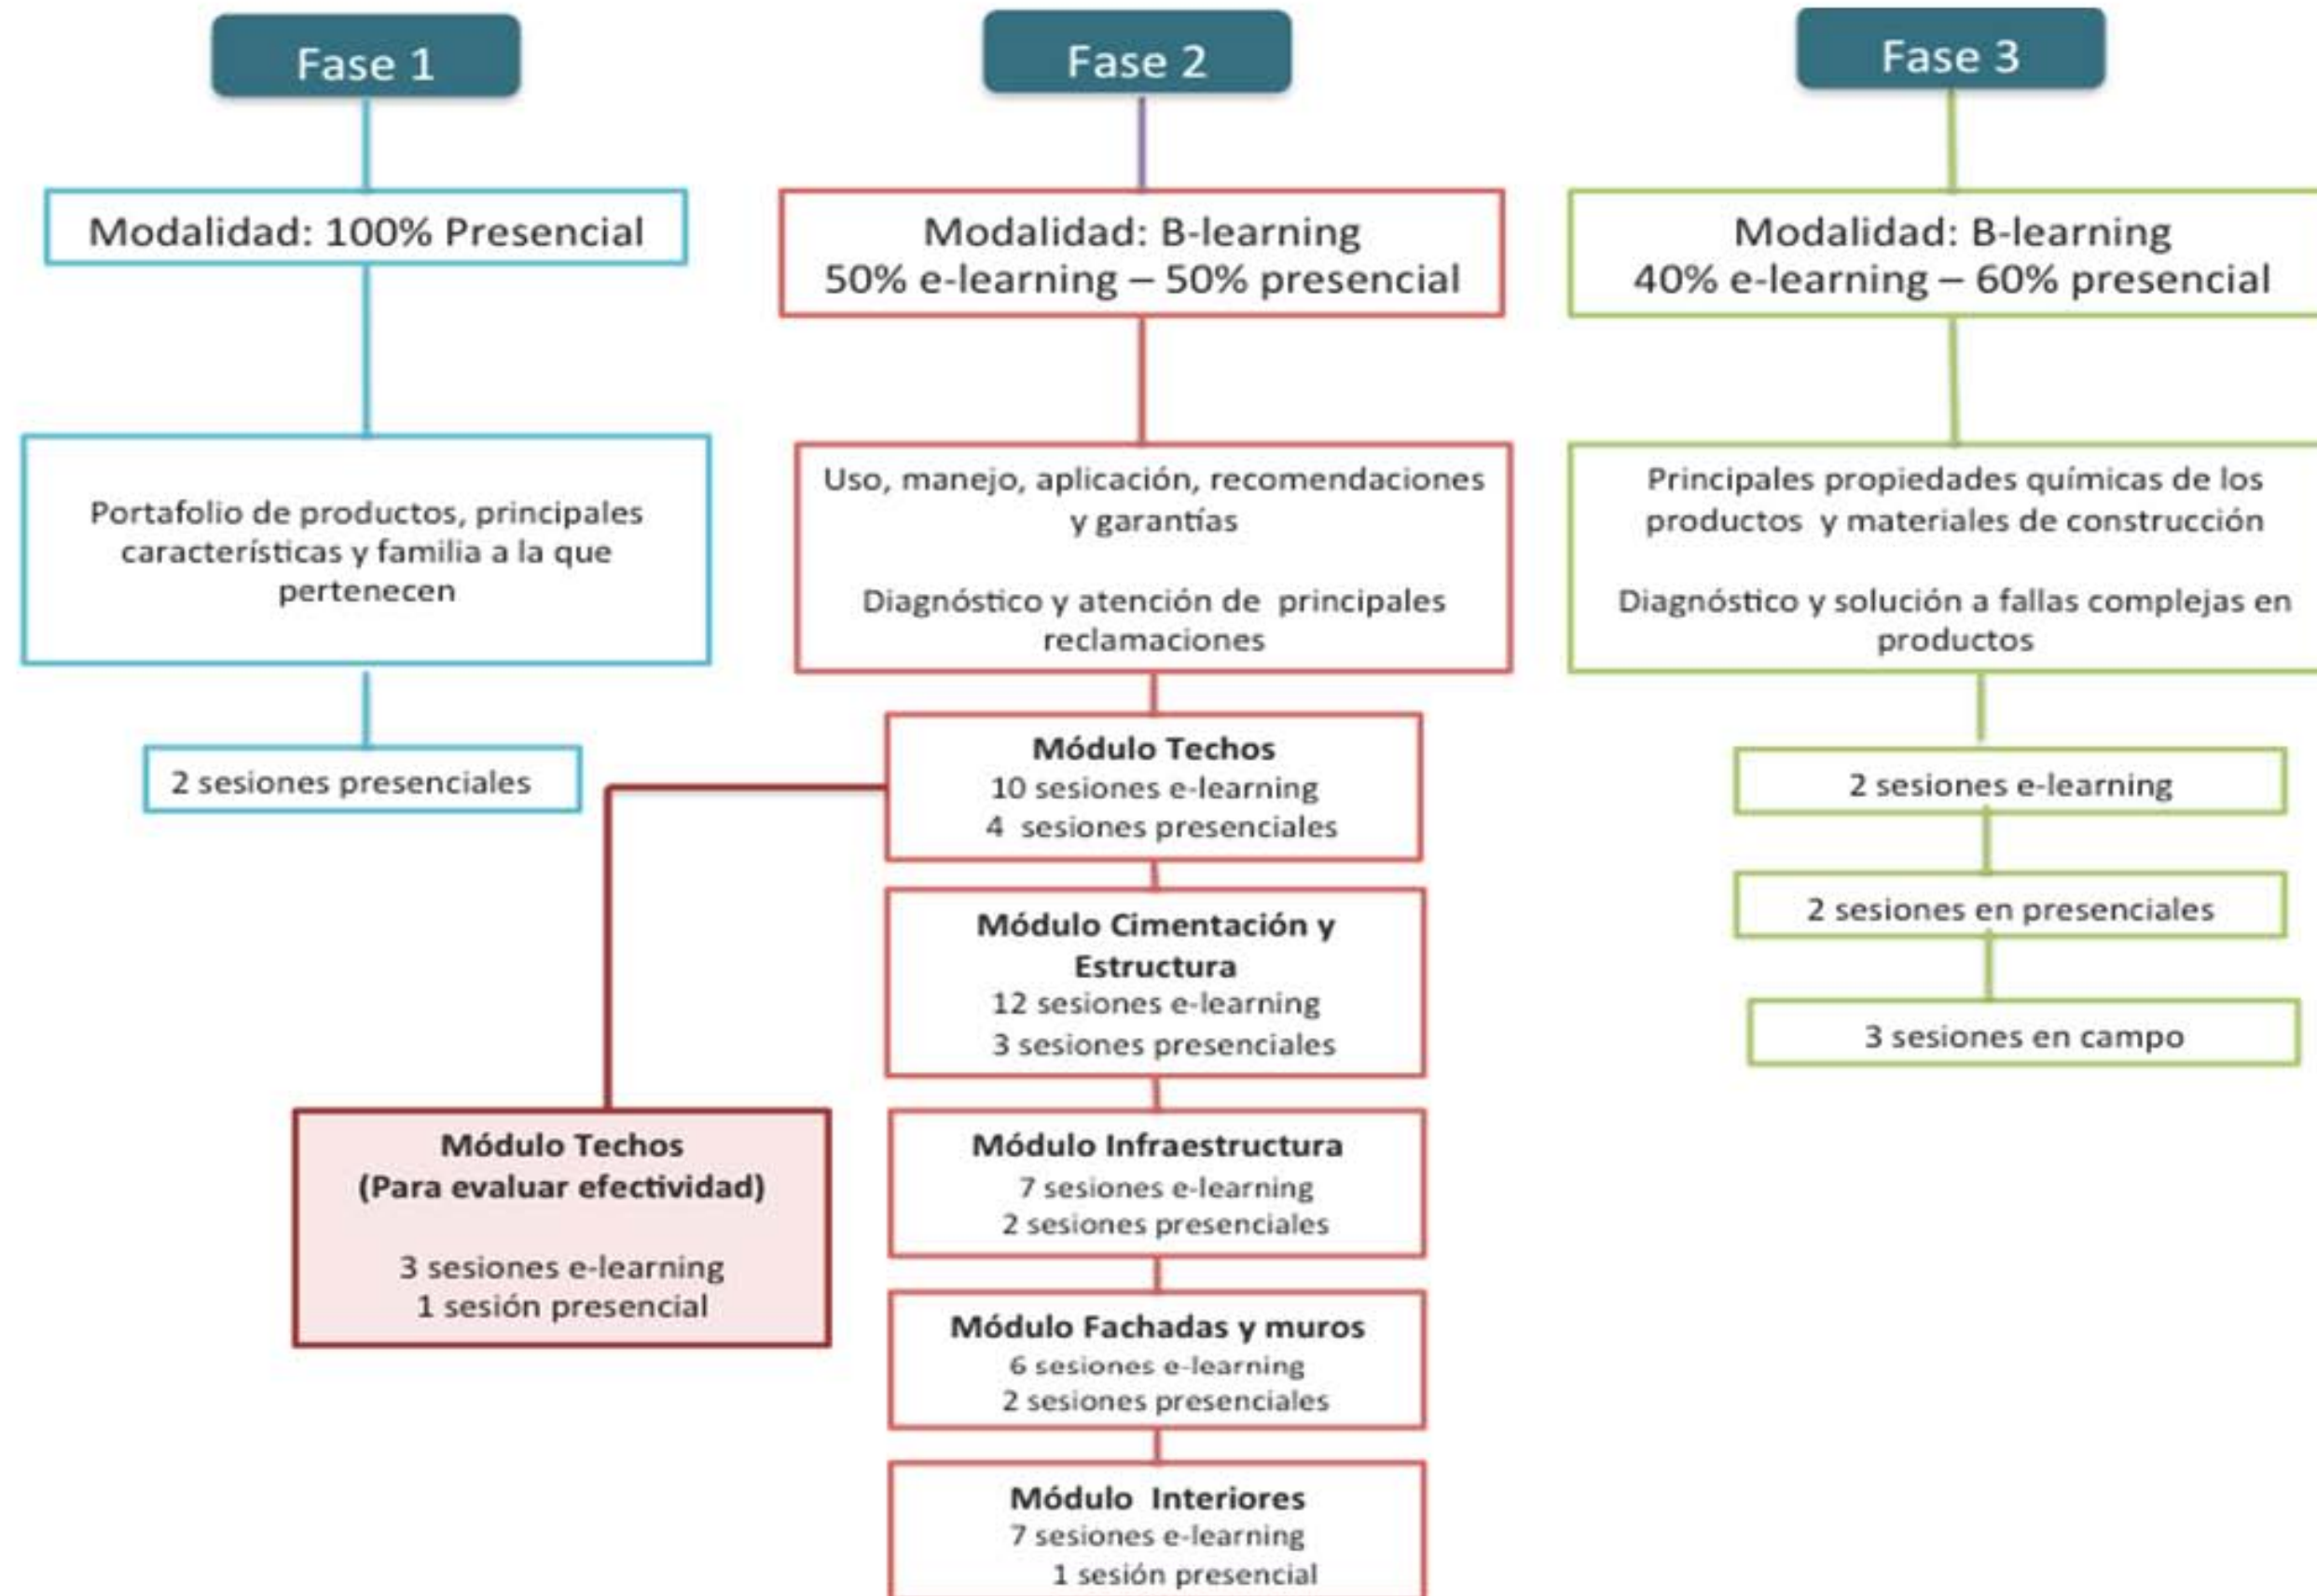 Fase 1
Modalidad: 100% Presencial
Portafolio de productos, principales
características y familia a la que
pertenecen
2 sesiones presenciales
Fase 2
Modalidad: B-learning
50% e-learning – 50% presencial
Uso, manejo, aplicación, recomendaciones
y garantías
Diagnóstico y atención de principales
reclamaciones
Módulo Techos
10 sesiones e-learning
4 sesiones presenciales
Módulo Techos
(Para evaluar efectividad)
3 sesiones e-learning
1 sesión presencial
Módulo Cimentación y
Estructura
12 sesiones e-learning
3 sesiones presenciales
Módulo Infraestructura
7 sesiones e-learning
2 sesiones presenciales
Módulo Fachadas y muros
6 sesiones e-learning
2 sesiones presenciales
Módulo Interiores
7 sesiones e-learning
1 sesión presencial
Fase 3
Modalidad: B-learning
40% e-learning – 60% presencial
Principales propiedades químicas de los
productos y materiales de construcción
Diagnóstico y solución a fallas complejas en
productos
2 sesiones e-learning
2 sesiones en presenciales
3 sesiones en campo